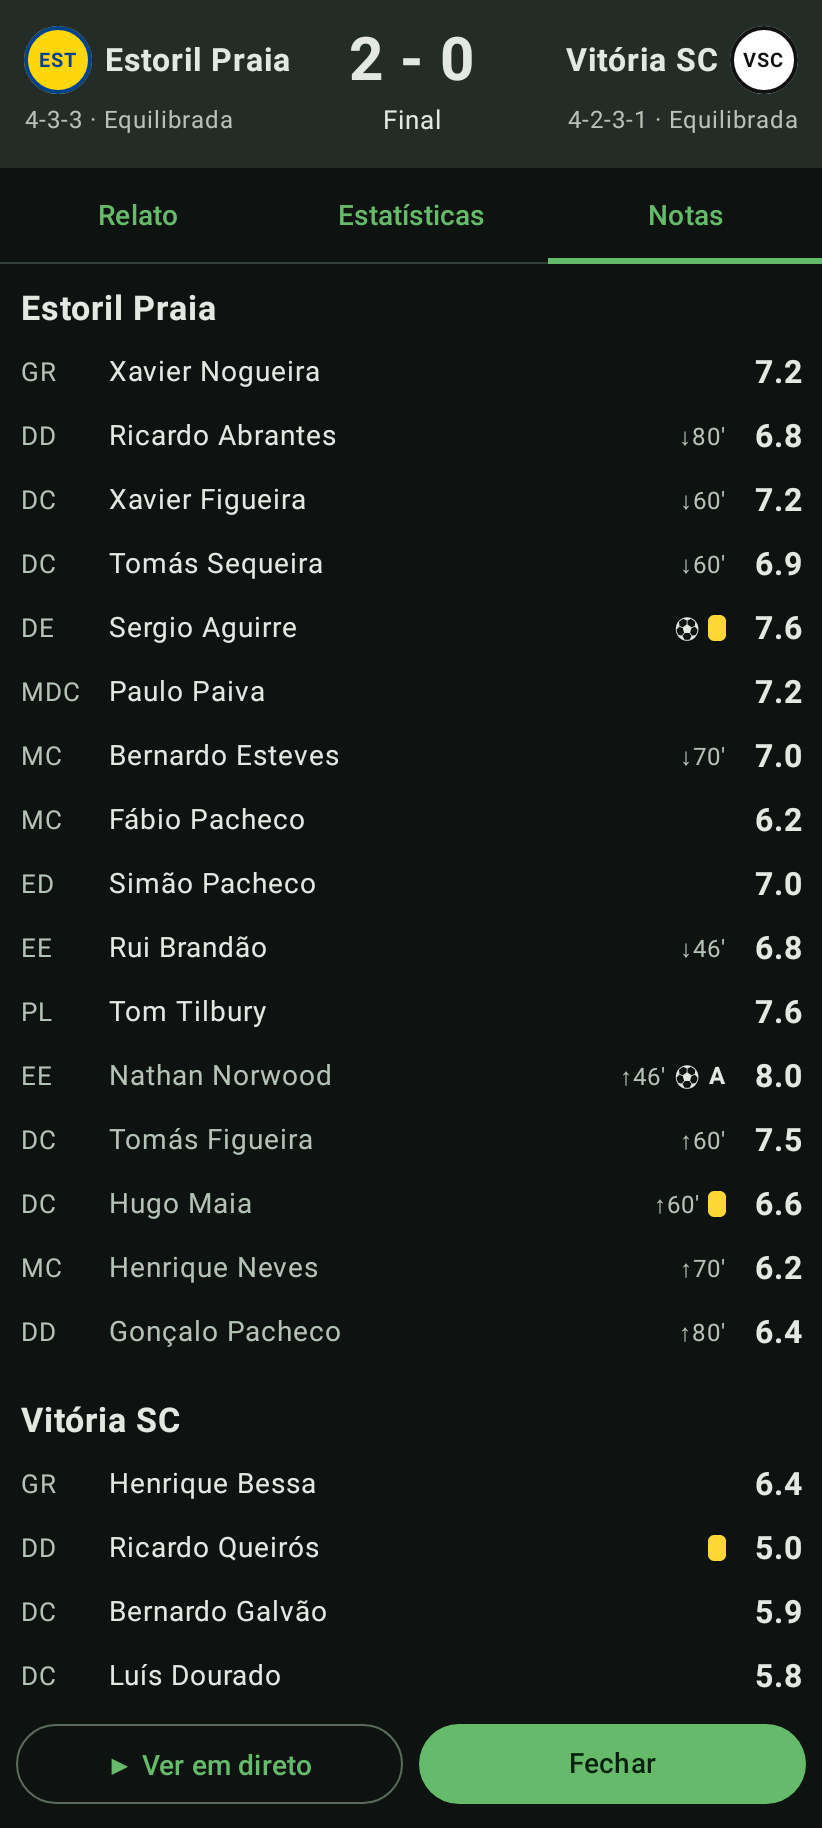 EST Estoril Praia 2 - 0 Vitória SC VSC
4-3-3 · Equilibrada Final 4-2-3-1 · Equilibrada
Relato Estatísticas Notas
Estoril Praia
GR Xavier Nogueira 7.2
DD Ricardo Abrantes ↓80' 6.8
DC Xavier Figueira ↓60' 7.2
DC Tomás Sequeira ↓60' 6.9
DE Sergio Aguirre 7.6
MDC Paulo Paiva 7.2
MC Bernardo Esteves ↓70' 7.0
MC Fábio Pacheco 6.2
ED Simão Pacheco 7.0
EE Rui Brandão ↓46' 6.8
PL Tom Tilbury 7.6
EE Nathan Norwood ↑46' A 8.0
DC Tomás Figueira ↑60' 7.5
DC Hugo Maia ↑60' 6.6
MC Henrique Neves ↑70' 6.2
DD Gonçalo Pacheco ↑80' 6.4
Vitória SC
GR Henrique Bessa 6.4
DD Ricardo Queirós 5.0
DC Bernardo Galvão 5.9
DC Luís Dourado 5.8
► Ver em direto Fechar